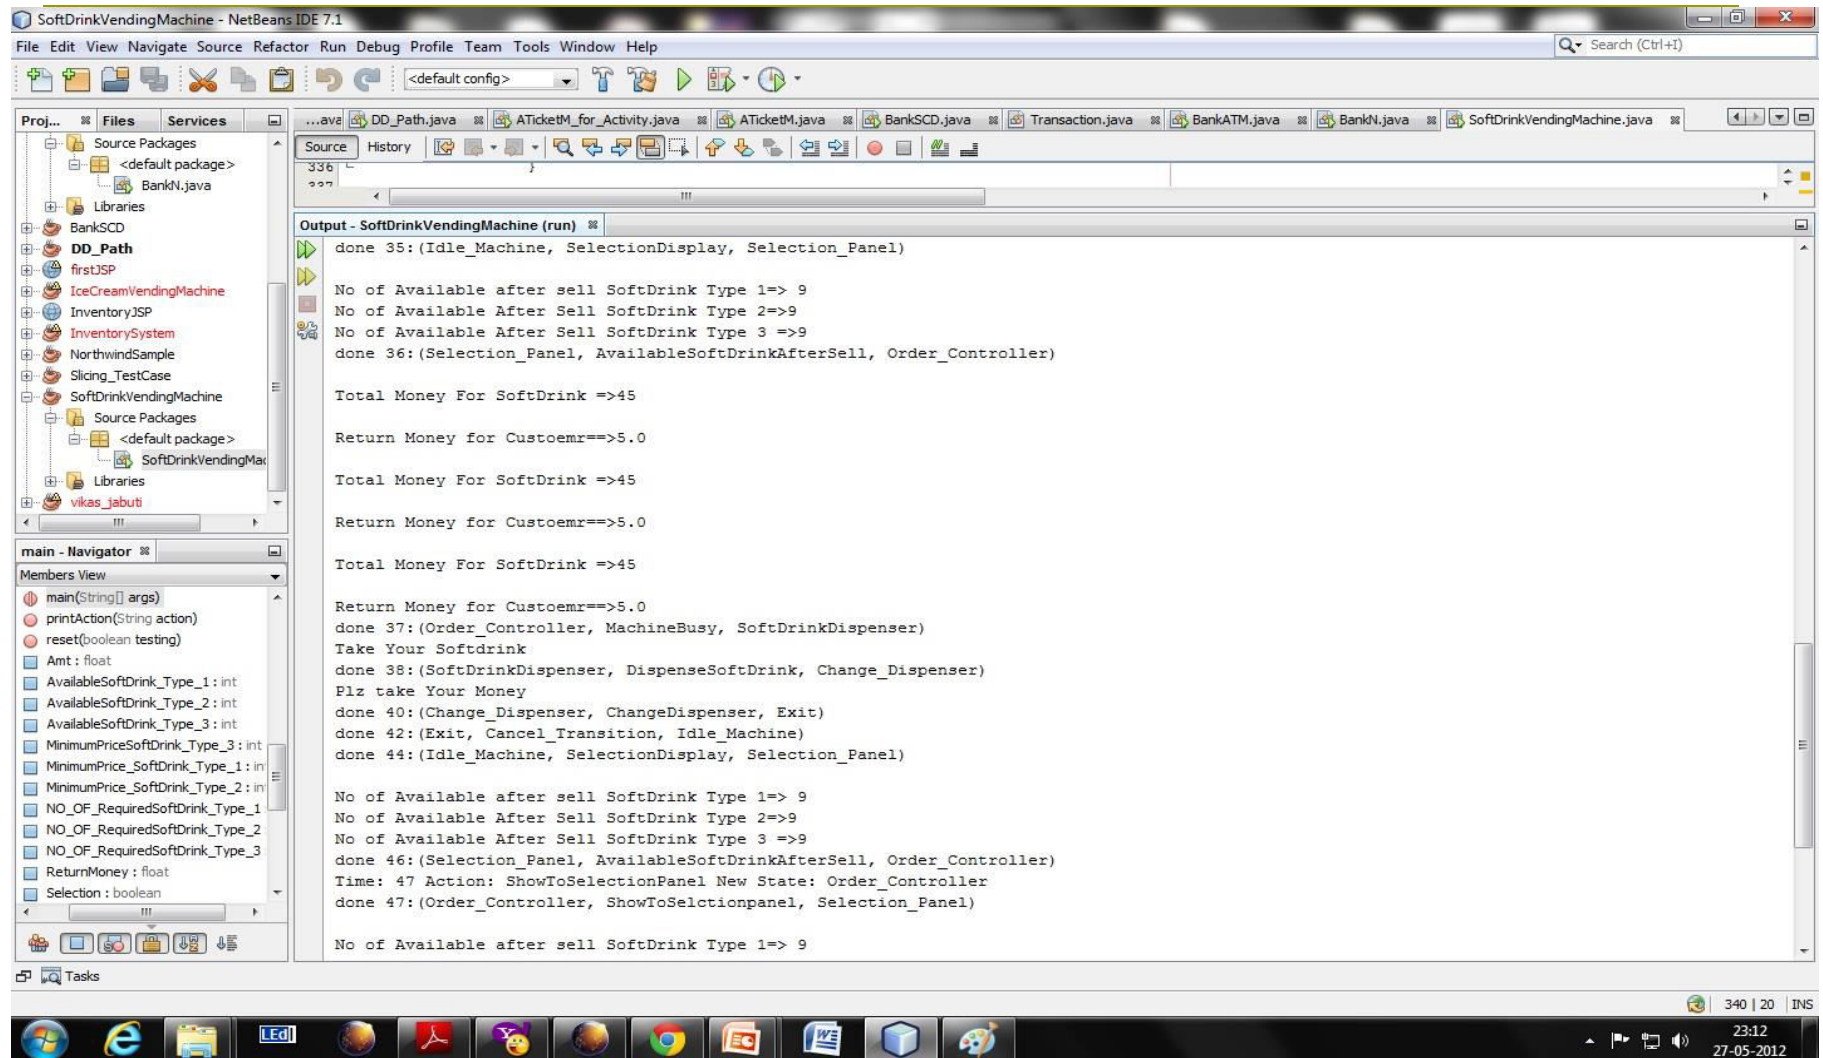 SoftDrinkVendingMachine - NetBeans IDE 7.1
File Edit View Navigate Source Refactor Run Debug Profile Team Tools Window Help
Search (Ctrl+I)
<default config>
Proj... Files Services
...ava DD_Path.java ATicketM_for_Activity.java ATicketM.java BankSCD.java Transaction.java BankATM.java BankN.java SoftDrinkVendingMachine.java
Source History
336 }
337
Source Packages
<default package>
BankN.java
Libraries
BankSCD
DD_Path
firstJSP
IceCreamVendingMachine
InventoryJSP
InventorySystem
NorthwindSample
Slicing_TestCase
SoftDrinkVendingMachine
Source Packages
<default package>
SoftDrinkVendingMac
Libraries
vikas_jabuti
main - Navigator
Members View
main(String[] args)
printAction(String action)
reset(boolean testing)
Amt : float
AvailableSoftDrink_Type_1 : int
AvailableSoftDrink_Type_2 : int
AvailableSoftDrink_Type_3 : int
MinimumPriceSoftDrink_Type_3 : int
MinimumPrice_SoftDrink_Type_1 : in
MinimumPrice_SoftDrink_Type_2 : in
NO_OF_RequiredSoftDrink_Type_1
NO_OF_RequiredSoftDrink_Type_2
NO_OF_RequiredSoftDrink_Type_3
ReturnMoney : float
Selection : boolean
Output - SoftDrinkVendingMachine (run)
done 35:(Idle_Machine, SelectionDisplay, Selection_Panel)
No of Available after sell SoftDrink Type 1=> 9
No of Available After Sell SoftDrink Type 2=>9
No of Available After Sell SoftDrink Type 3 =>9
done 36:(Selection_Panel, AvailableSoftDrinkAfterSell, Order_Controller)
Total Money For SoftDrink =>45
Return Money for Custoemr==>5.0
Total Money For SoftDrink =>45
Return Money for Custoemr==>5.0
Total Money For SoftDrink =>45
Return Money for Custoemr==>5.0
done 37:(Order_Controller, MachineBusy, SoftDrinkDispenser)
Take Your Softdrink
done 38:(SoftDrinkDispenser, DispenseSoftDrink, Change_Dispenser)
Plz take Your Money
done 40:(Change_Dispenser, ChangeDispenser, Exit)
done 42:(Exit, Cancel_Transition, Idle_Machine)
done 44:(Idle_Machine, SelectionDisplay, Selection_Panel)
No of Available after sell SoftDrink Type 1=> 9
No of Available After Sell SoftDrink Type 2=>9
No of Available After Sell SoftDrink Type 3 =>9
done 46:(Selection_Panel, AvailableSoftDrinkAfterSell, Order_Controller)
Time: 47 Action: ShowToSelectionPanel New State: Order_Controller
done 47:(Order_Controller, ShowToSelctionpanel, Selection_Panel)
No of Available after sell SoftDrink Type 1=> 9
Tasks
340 | 20 INS
LEd
23:12
27-05-2012